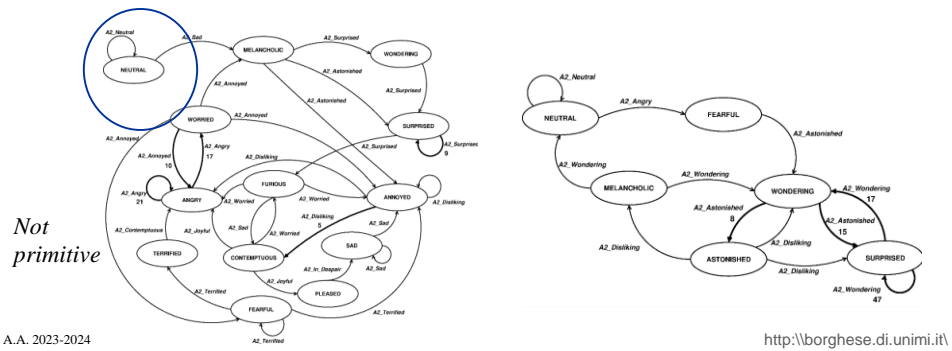 A2_Neutral
A2_Sad
NEUTRAL
MELANCHOLIC
A2_Surprised
WONDERING
A2_Astonished
A2_Annoyed
A2_Astonished
A2_Surprised
WORRIED
A2_Annoyed
A2_Annoyed
SURPRISED
A2_Surprised
9
A2_Annoyed
10
A2_Angry
17
A2_Surprised
A2_Disliking
A2_Angry
21
ANGRY
FURIOUS
A2_Worried
A2_Worried
ANNOYED
A2_Disliking
A2_Disliking
5
A2_Sad
A2_Contemptuous
A2_Joyful
A2_Sad
A2_Worried
SAD
A2_Sad
TERRIFIED
CONTEMPTUOUS
A2_In_Despair
A2_Joyful
PLEASED
A2_Terrified
FEARFUL
A2_Terrified
A2_Terrified
Not
primitive
A2_Neutral
NEUTRAL
A2_Angry
FEARFUL
A2_Astonished
A2_Wondering
MELANCHOLIC
A2_Wondering
WONDERING
A2_Wondering
17
A2_Astonished
8
A2_Astonished
15
A2_Disliking
A2_Disliking
ASTONISHED
A2_Disliking
SURPRISED
A2_Wondering
47
A.A. 2023-2024
http:\\borghese.di.unimi.it\